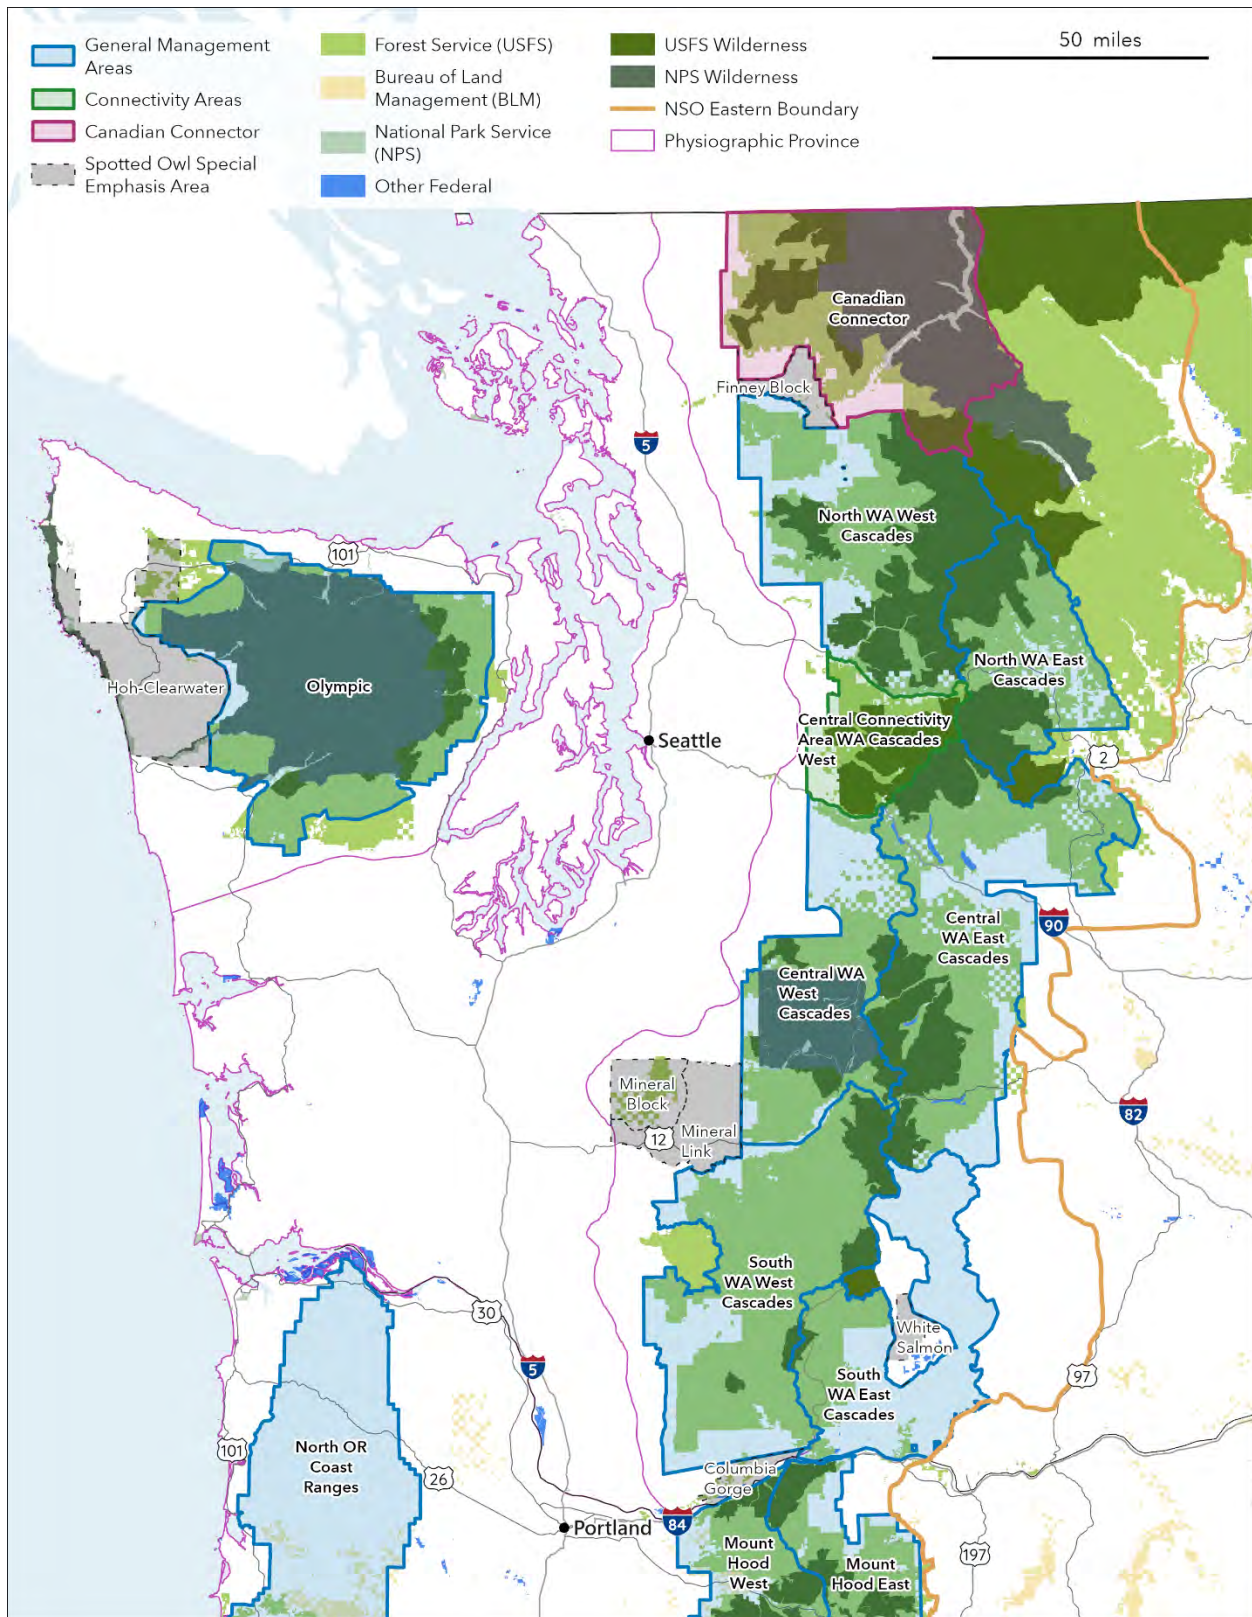 General Management
Areas
Connectivity Areas
Canadian Connector
Spotted Owl Special
Emphasis Area
Forest Service (USFS)
Bureau of Land
Management (BLM)
National Park Service
(NPS)
Other Federal
USFS Wilderness
NPS Wilderness
NSO Eastern Boundary
Physiographic Province
50 miles
Canadian
Connector
Finney Block
5
North WA West
Cascades
101
North WA East
Cascades
Hoh-Clearwater
Olympic
Central Connectivity
Area WA Cascades
West
Seattle
2
Central
WA East
Cascades
90
Central WA
West
Cascades
Mineral
Block
12
Mineral
Link
82
South
WA West
Cascades
30
White
Salmon
5
97
South
WA East
Cascades
101
North OR
Coast
Ranges
26
Columbia
Gorge
84
Portland
Mount
Hood
West
Mount
Hood East
197